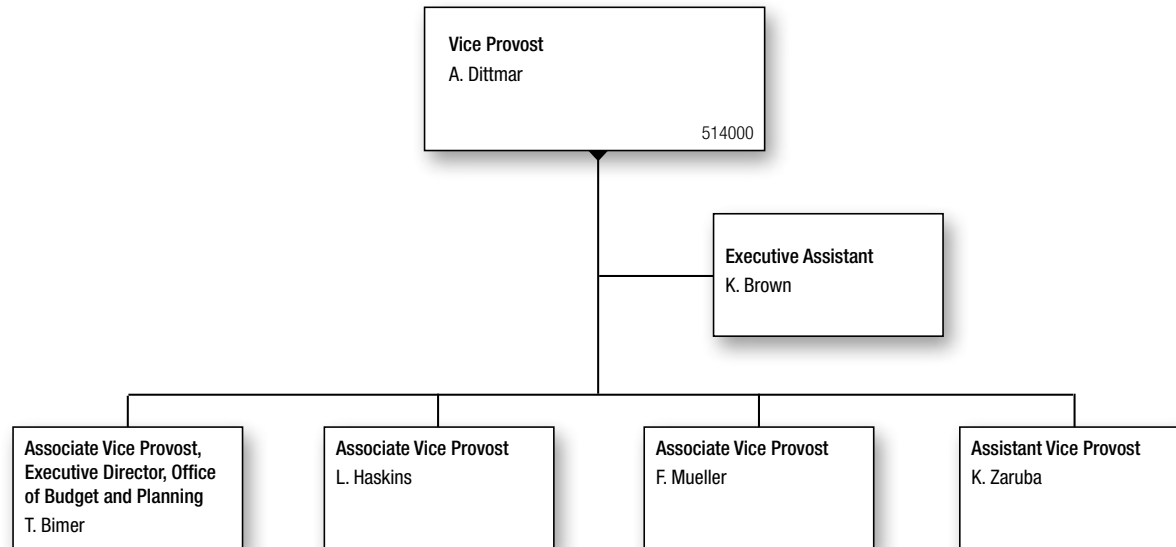 Vice Provost
A. Dittmar
514000
Executive Assistant
K. Brown
Associate Vice Provost,
Executive Director, Office
of Budget and Planning
T. Bimer
Associate Vice Provost
L. Haskins
Associate Vice Provost
F. Mueller
Assistant Vice Provost
K. Zaruba